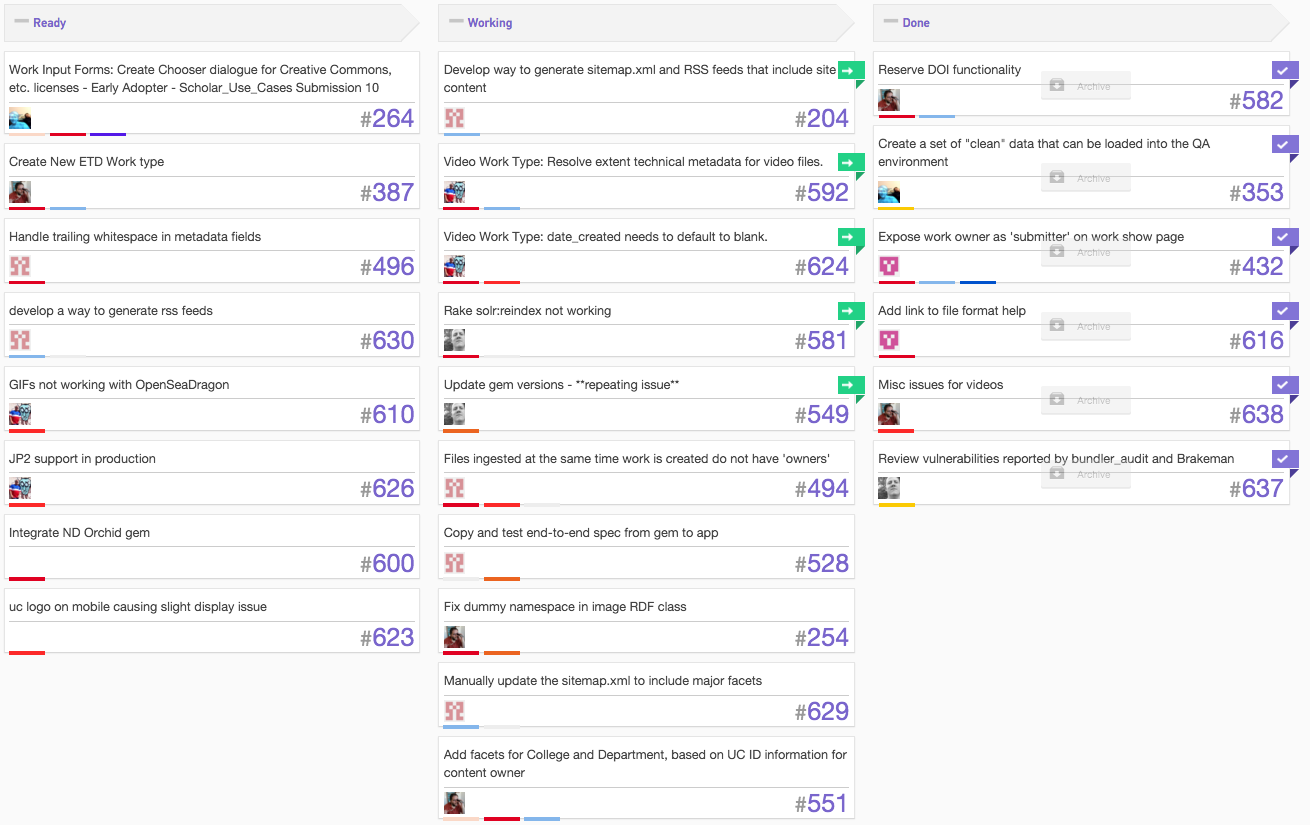 Ready
Work Input Forms: Create Chooser dialogue for Creative Commons,
etc. licenses - Early Adopter - Scholar_Use_Cases Submission 10
#264
Create New ETD Work type
#387
Handle trailing whitespace in metadata fields
#496
develop a way to generate rss feeds
#630
GIFs not working with OpenSeaDragon
#610
JP2 support in production
#626
Integrate ND Orchid gem
#600
uc logo on mobile causing slight display issue
#623
Working
Develop way to generate sitemap.xml and RSS feeds that include site
content
#204
Video Work Type: Resolve extent technical metadata for video files.
#592
Video Work Type: date_created needs to default to blank.
#624
Rake solr:reindex not working
#581
Update gem versions - **repeating issue**
#549
Files ingested at the same time work is created do not have 'owners'
#494
Copy and test end-to-end spec from gem to app
#528
Fix dummy namespace in image RDF class
#254
Manually update the sitemap.xml to include major facets
#629
Add facets for College and Department, based on UC ID information for
content owner
#551
Done
Reserve DOI functionality
Archive
#582
Create a set of "clean" data that can be loaded into the QA
environment
Archive
#353
Expose work owner as 'submitter' on work show page
Archive
#432
Add link to file format help
Archive
#616
Misc issues for videos
Archive
#638
Review vulnerabilities reported by bundler_audit and Brakeman
Archive
#637